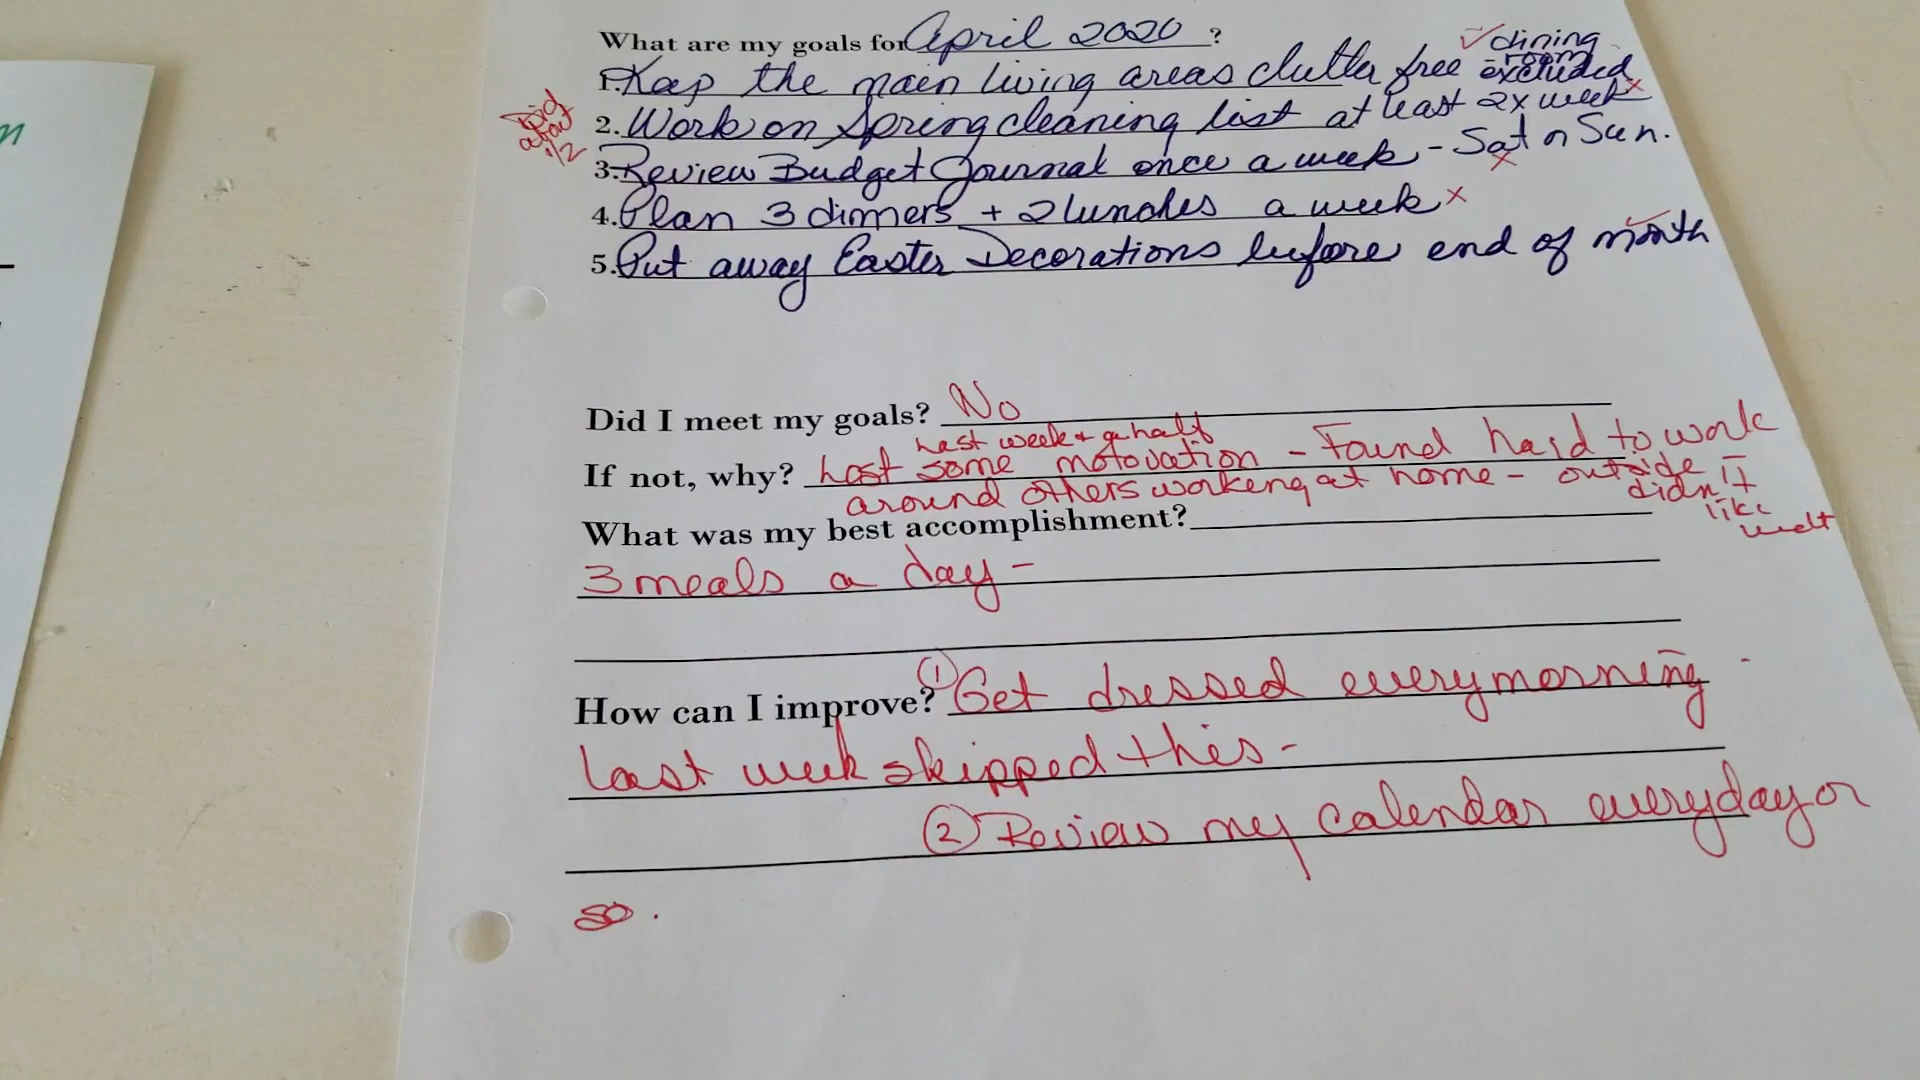 n
What are my goals for April 2020 ?
✓ dining
room
1. Keep the main living areas clutter free excluded
Did
about
1/2
2. Work on Spring cleaning list at least 2x week x
3. Review Budget Journal once a week - Sat or Sun.
x
4. Plan 3 dinners + 2 lunches a week x
5. Put away Easter Decorations before end of month ✓
Did I meet my goals? No
Last week + a half
If not, why? Lost some motovation - Found hard to work
around others working at home - outside it
didn't
like
What was my best accomplishment?
3 meals a day -
How can I improve? ① Get dressed every morning -
last week skipped this -
② Review my calendar everyday or
so.